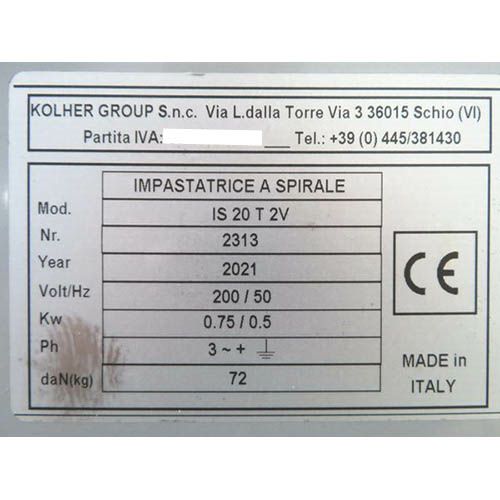 KOLHER GROUP S.n.c. Via L.dalla Torre Via 3 36015 Schio (VI)
Partita IVA: ___ Tel.: +39 (0) 445/381430
IMPASTATRICE A SPIRALE
Mod. IS 20 T 2V
Nr. 2313
Year 2021
Volt/Hz 200 / 50
Kw 0.75 / 0.5
Ph 3 ~ + ⏚
daN(kg) 72
CE
MADE in
ITALY